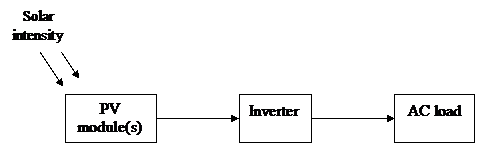 Solar
intensity
PV
module(s)
Inverter
AC load